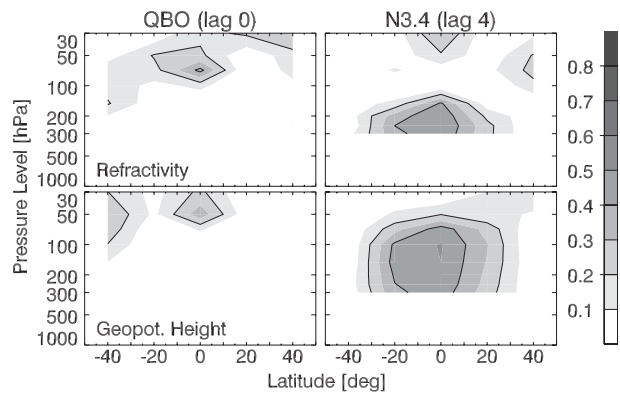 QBO (lag 0)
N3.4 (lag 4)
Pressure Level [hPa]
30
50
100
200
300
500
1000
Refractivity
30
50
100
200
300
500
1000
Geopot. Height
-40 -20 0 20 40
-40 -20 0 20 40
Latitude [deg]
0.8
0.7
0.6
0.5
0.4
0.3
0.2
0.1